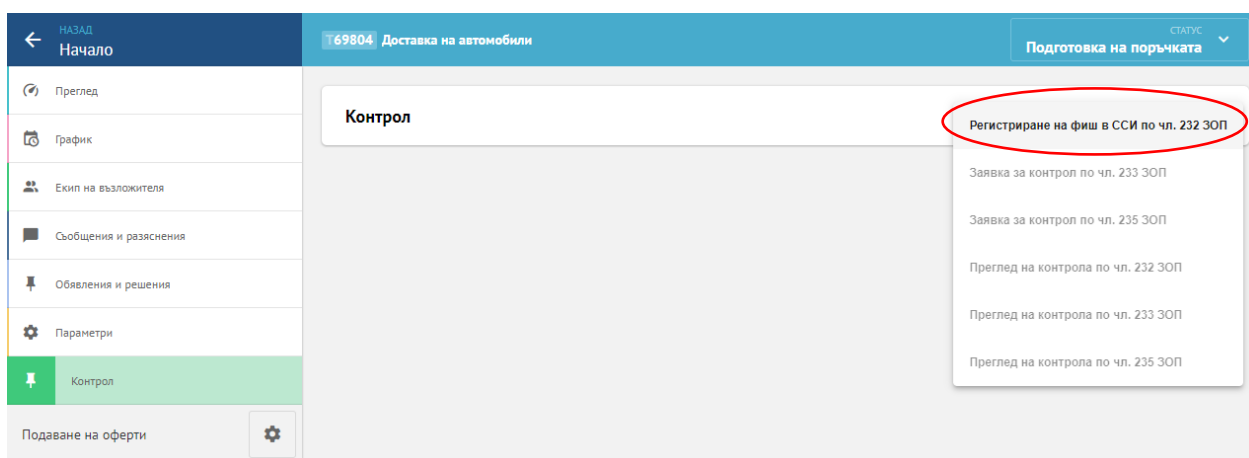 НАЗАД
Начало
T69804 Доставка на автомобили
СТАТУС
Подготовка на поръчката
Преглед
График
Екип на възложителя
Съобщения и разяснения
Обявления и решения
Параметри
Контрол
Подаване на оферти
Контрол
Регистриране на фиш в ССИ по чл. 232 ЗОП
Заявка за контрол по чл. 233 ЗОП
Заявка за контрол по чл. 235 ЗОП
Преглед на контрола по чл. 232 ЗОП
Преглед на контрола по чл. 233 ЗОП
Преглед на контрола по чл. 235 ЗОП